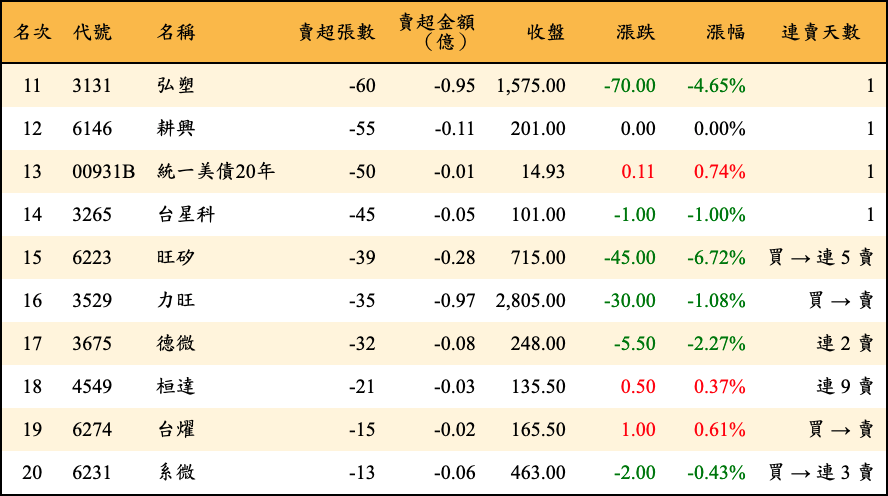 名次 代號 名稱 賣超張數 賣超金額（億） 收盤 漲跌 漲幅 連賣天數
11 3131 弘塑 -60 -0.95 1,575.00 -70.00 -4.65% 1
12 6146 耕興 -55 -0.11 201.00 0.00 0.00% 1
13 00931B 統一美債20年 -50 -0.01 14.93 0.11 0.74% 1
14 3265 台星科 -45 -0.05 101.00 -1.00 -1.00% 1
15 6223 旺矽 -39 -0.28 715.00 -45.00 -6.72% 買 → 連 5 賣
16 3529 力旺 -35 -0.97 2,805.00 -30.00 -1.08% 買 → 賣
17 3675 德微 -32 -0.08 248.00 -5.50 -2.27% 連 2 賣
18 4549 桓達 -21 -0.03 135.50 0.50 0.37% 連 9 賣
19 6274 台燿 -15 -0.02 165.50 1.00 0.61% 買 → 賣
20 6231 系微 -13 -0.06 463.00 -2.00 -0.43% 買 → 連 3 賣